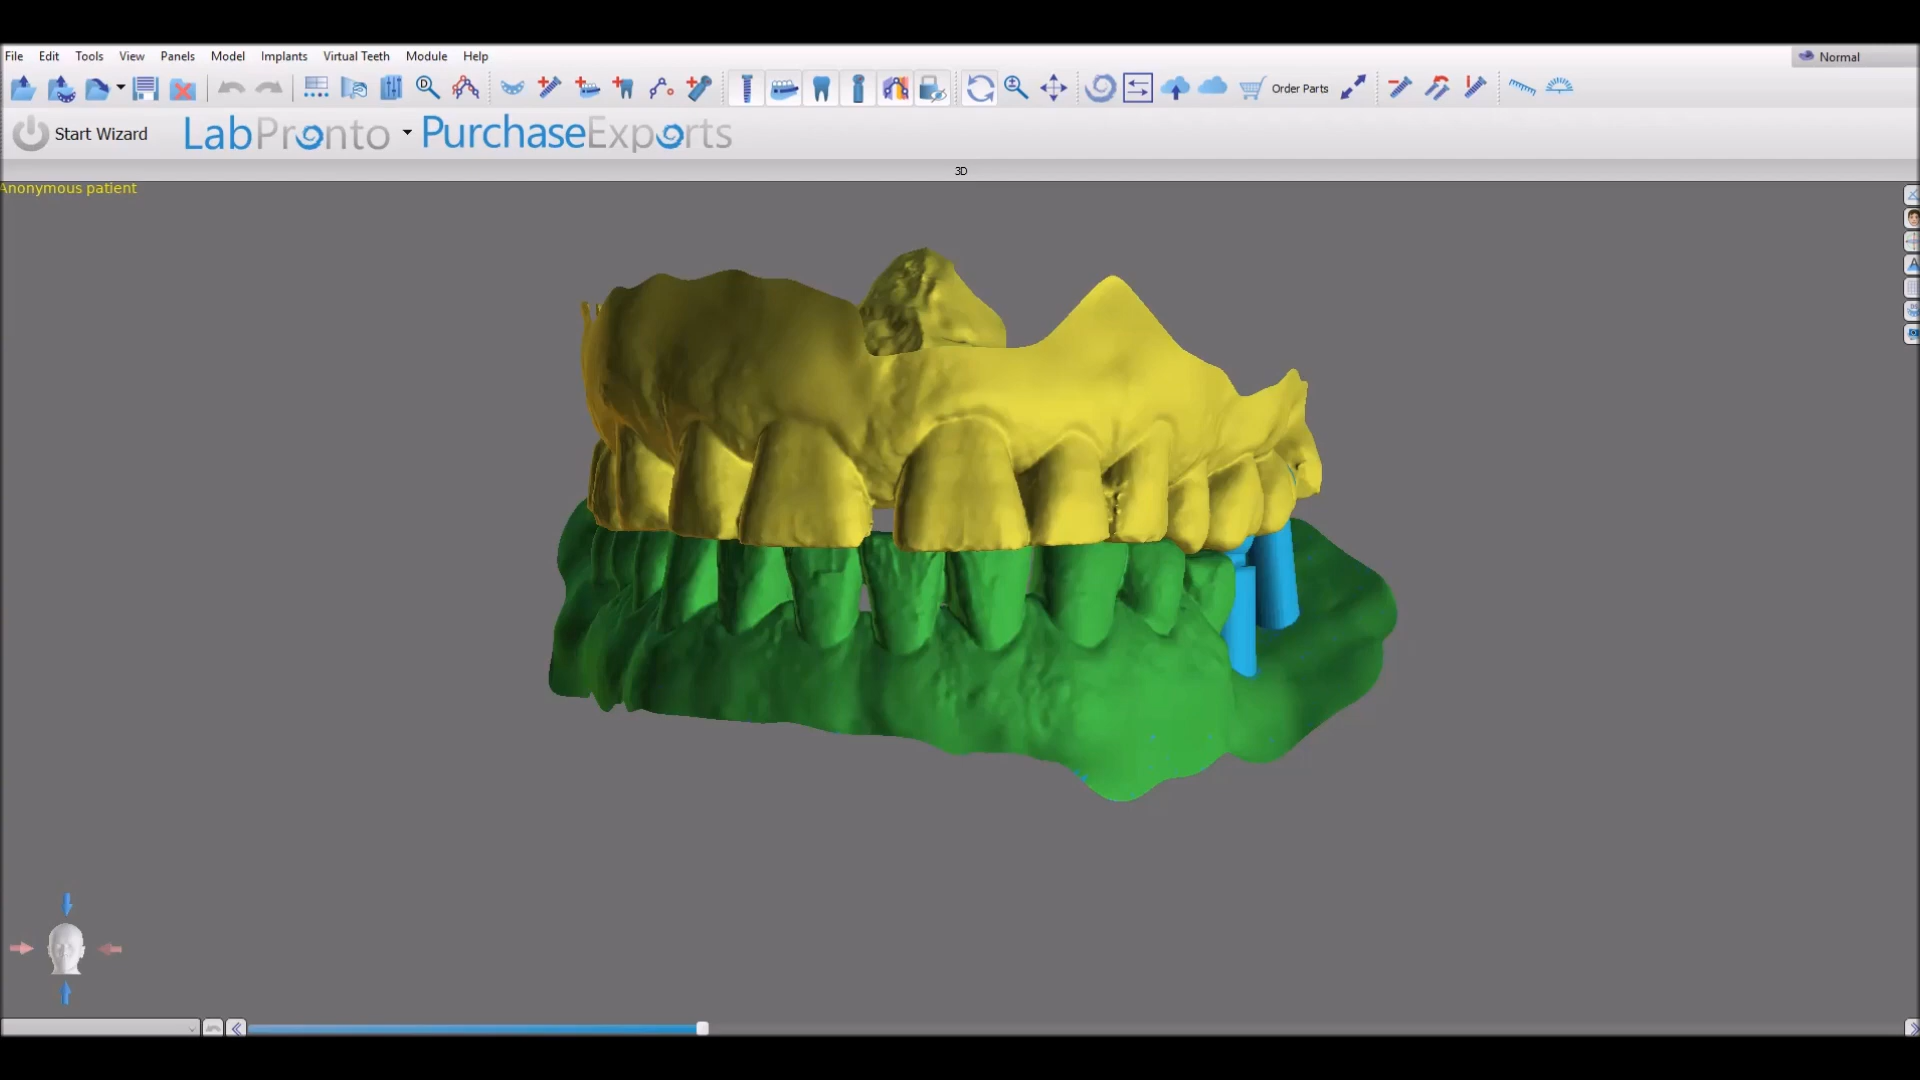 File Edit Tools View Panels Model Implants Virtual Teeth Module Help
Normal
Order Parts
Start Wizard LabPronto PurchaseExports
3D
Anonymous patient